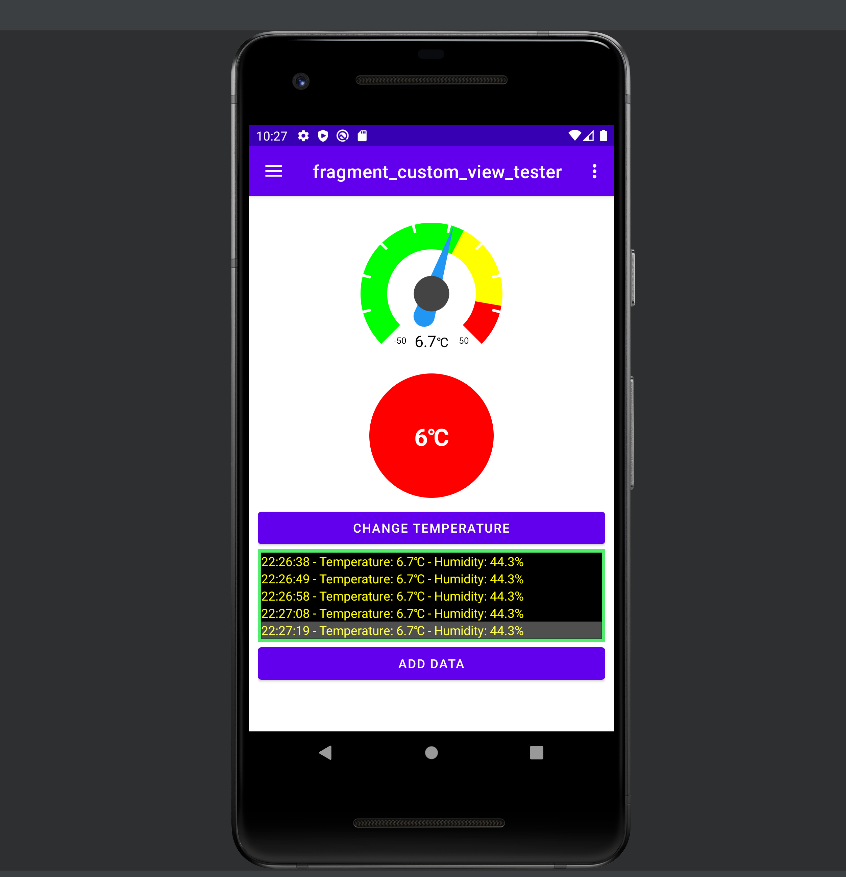 10:27
fragment_custom_view_tester
50 6.7℃ 50
6℃
CHANGE TEMPERATURE
22:26:38 - Temperature: 6.7℃ - Humidity: 44.3%
22:26:49 - Temperature: 6.7℃ - Humidity: 44.3%
22:26:58 - Temperature: 6.7℃ - Humidity: 44.3%
22:27:08 - Temperature: 6.7℃ - Humidity: 44.3%
22:27:19 - Temperature: 6.7℃ - Humidity: 44.3%
ADD DATA